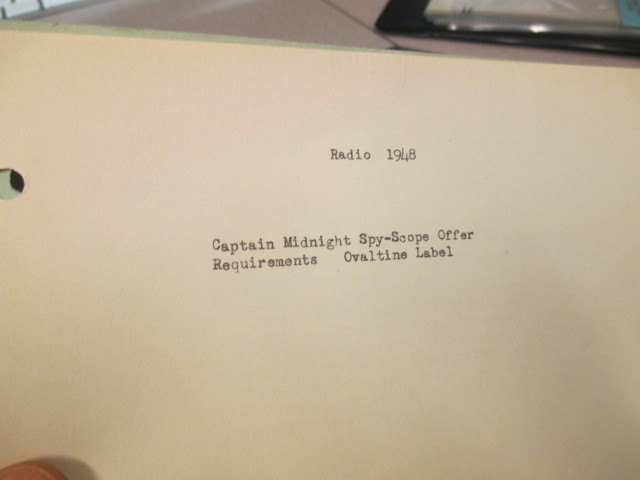 Radio 1948
Captain Midnight Spy-Scope Offer
Requirements Ovaltine Label